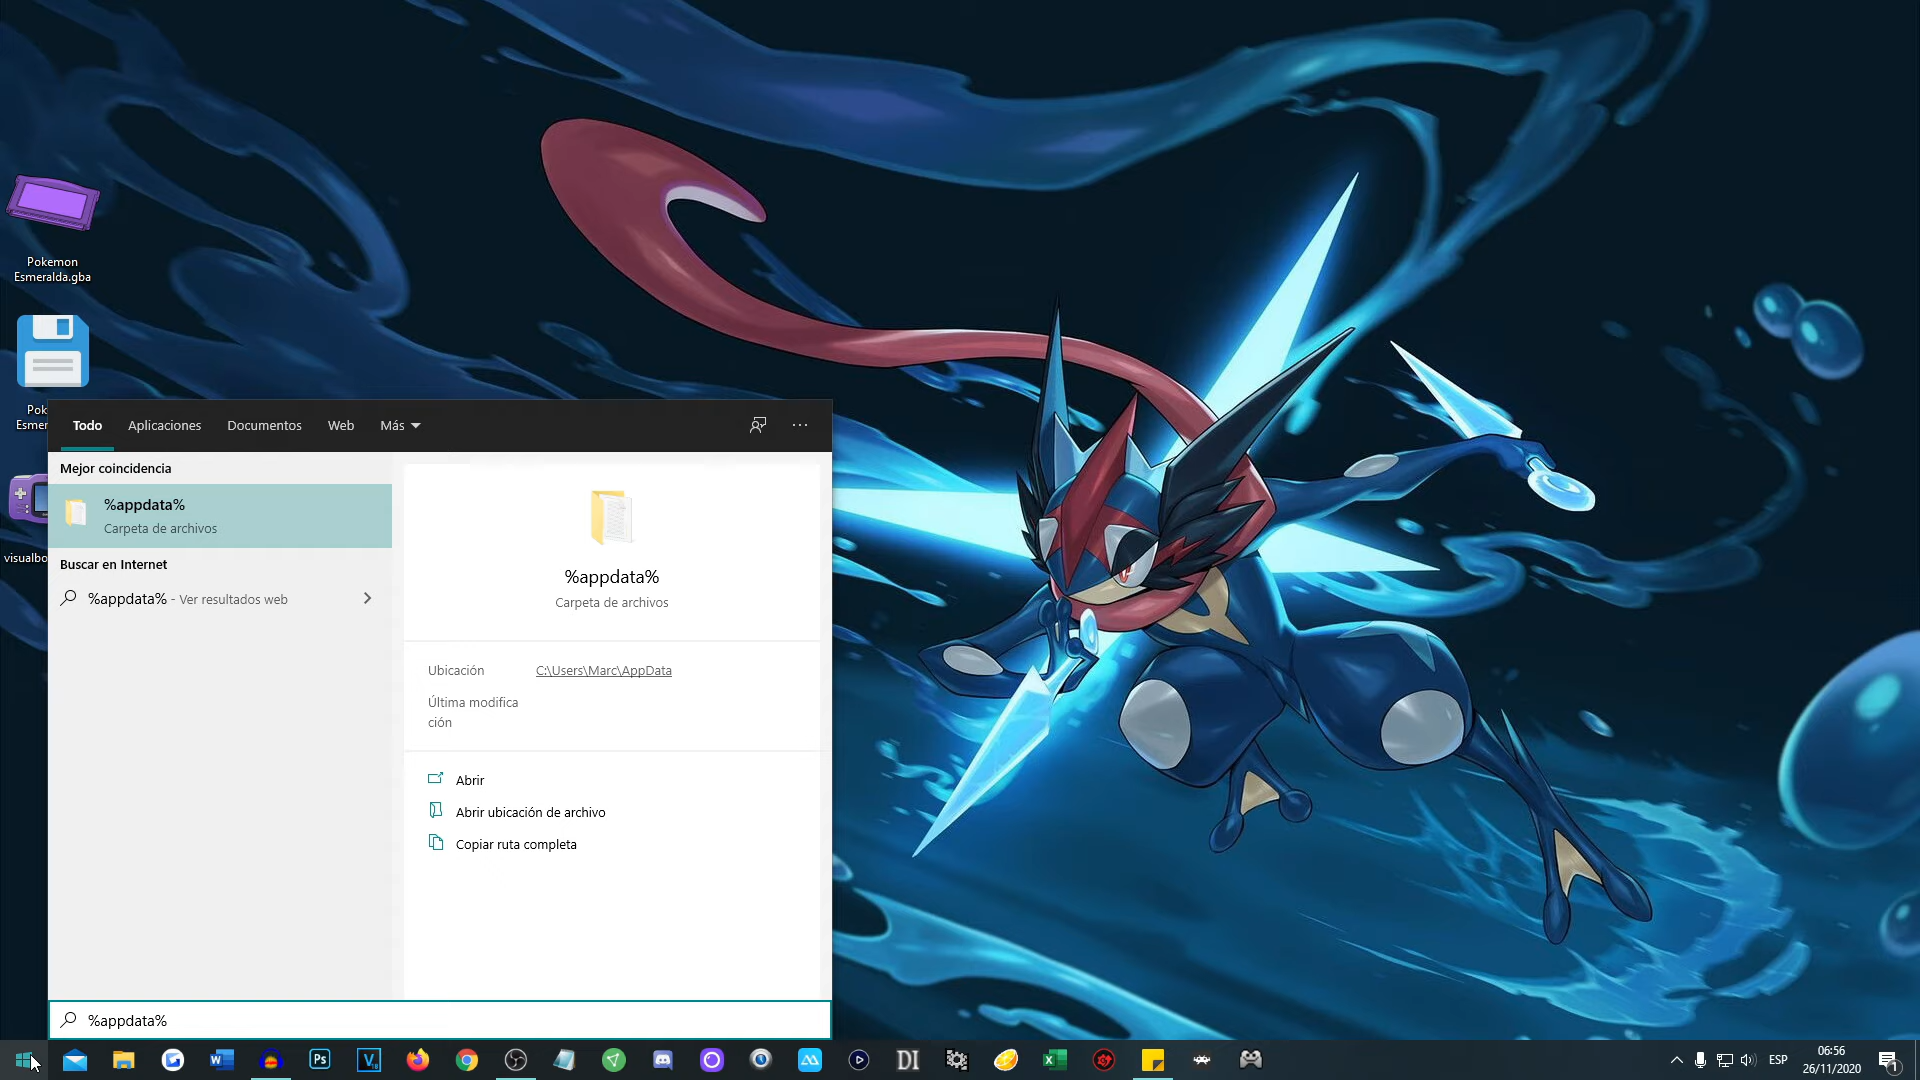 Pokemon
Esmeralda.gba
Pok
Esmer
visualbo
Todo
Aplicaciones
Documentos
Web
Más
Mejor coincidencia
%appdata%
Carpeta de archivos
Buscar en Internet
%appdata% - Ver resultados web
%appdata%
Carpeta de archivos
Ubicación
C:\Users\Marc\AppData
Última modifica
ción
Abrir
Abrir ubicación de archivo
Copiar ruta completa
%appdata%
W
Ps
V
DI
X
ESP
06:56
26/11/2020
1